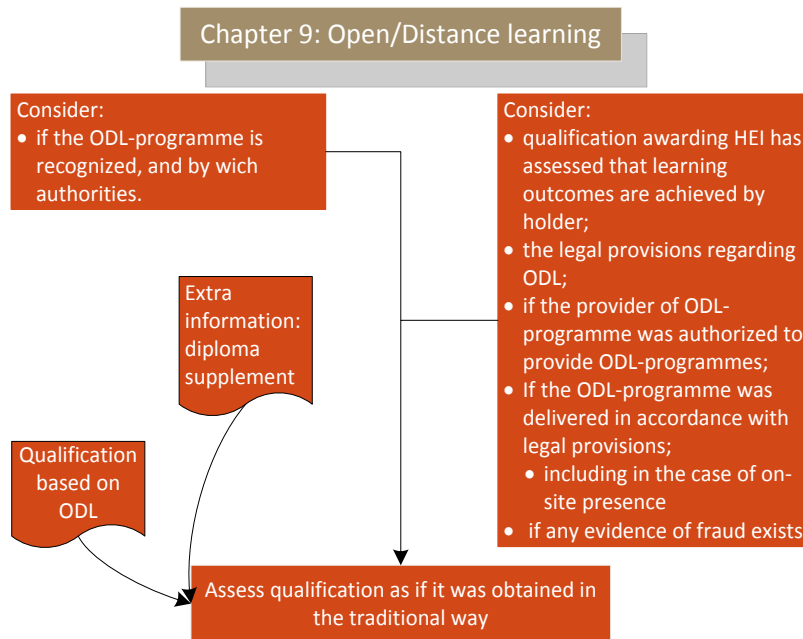 Chapter 9: Open/Distance learning
Consider:
• if the ODL-programme is
recognized, and by wich
authorities.
Consider:
• qualification awarding HEI has
assessed that learning
outcomes are achieved by
holder;
• the legal provisions regarding
ODL;
• if the provider of ODL-
programme was authorized to
provide ODL-programmes;
• If the ODL-programme was
delivered in accordance with
legal provisions;
• including in the case of on-
site presence
• if any evidence of fraud exists
Extra
information:
diploma
supplement
Qualification
based on
ODL
Assess qualification as if it was obtained in
the traditional way